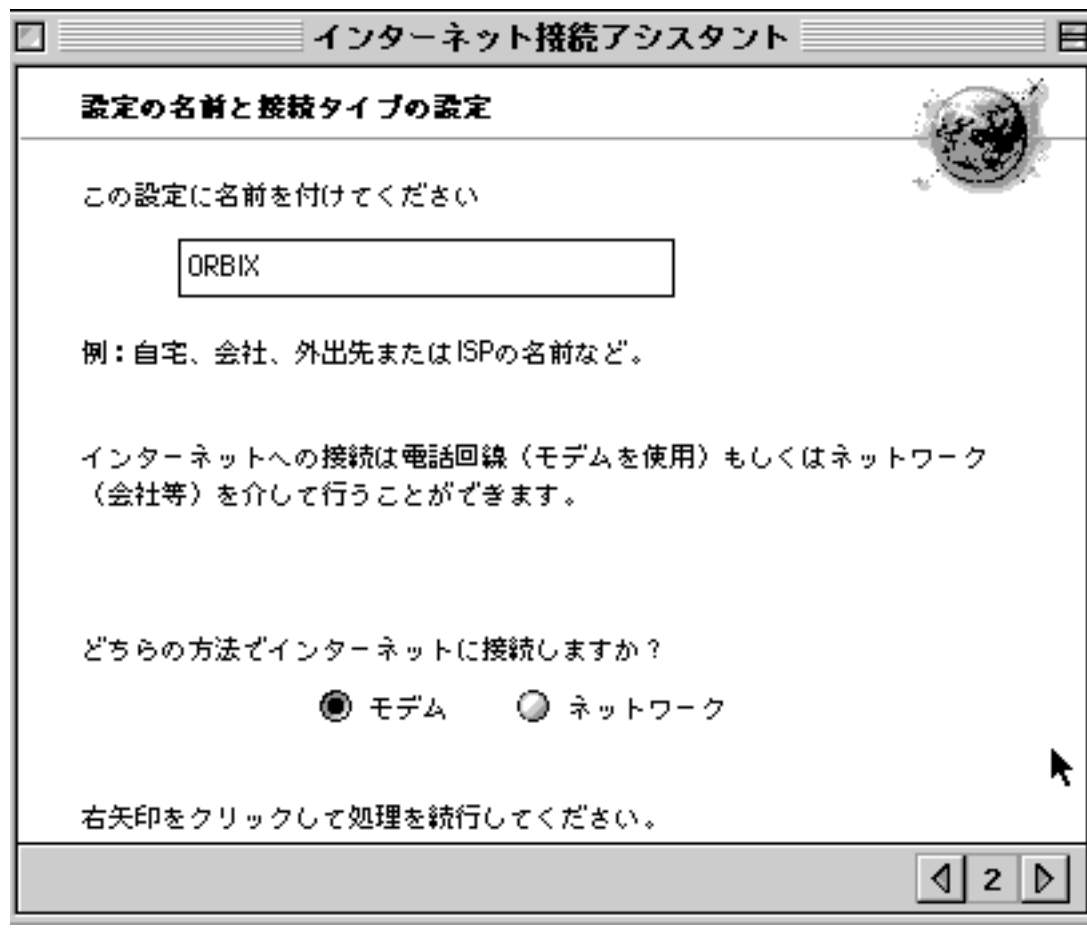 インターネット接続アシスタント
設定の名前と接続タイプの設定
この設定に名前を付けてください
ORBIX
例：自宅、会社、外出先またはISPの名前など。
インターネットへの接続は電話回線（モデムを使用）もしくはネットワーク
（会社等）を介して行うことができます。
どちらの方法でインターネットに接続しますか？
モデム ネットワーク
右矢印をクリックして処理を続行してください。
2